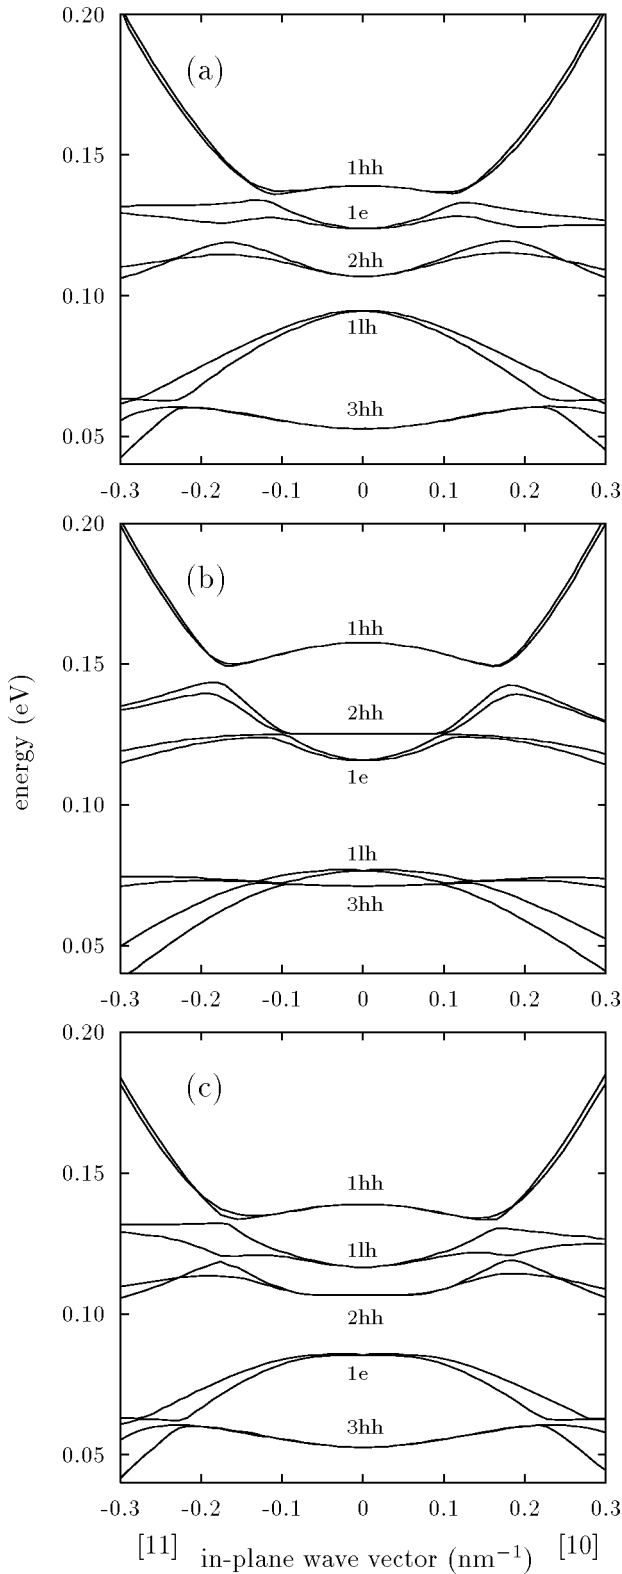 0.20
(a)
0.15
1hh
1e
2hh
0.10
1lh
3hh
0.05
-0.3 -0.2 -0.1 0 0.1 0.2 0.3
0.20
(b)
1hh
0.15
2hh
energy (eV)
1e
0.10
1lh
3hh
0.05
-0.3 -0.2 -0.1 0 0.1 0.2 0.3
0.20
(c)
0.15
1hh
1lh
0.10
2hh
1e
3hh
0.05
-0.3 -0.2 -0.1 0 0.1 0.2 0.3
[11] in-plane wave vector (nm⁻¹) [10]